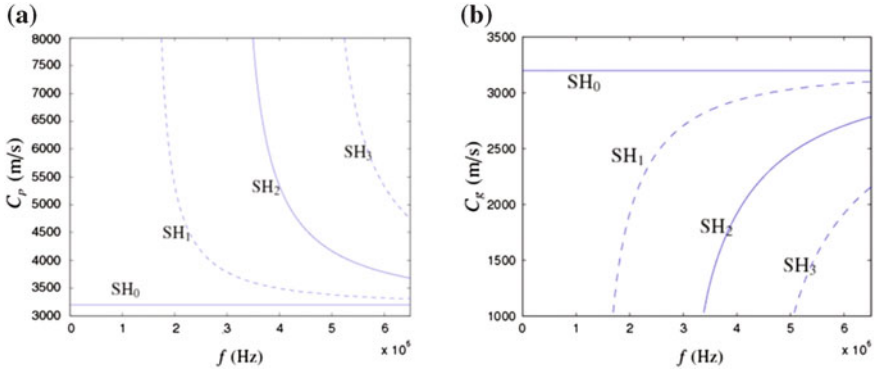 (a)
8000
7500
7000
6500
6000
5500
5000
4500
4000
3500
3000
C_p (m/s)
SH₀
SH₁
SH₂
SH₃
0 1 2 3 4 5 6
x 10⁶
f (Hz)
(b)
3500
3000
2500
2000
1500
1000
C_g (m/s)
SH₀
SH₁
SH₂
SH₃
0 1 2 3 4 5 6
x 10⁶
f (Hz)